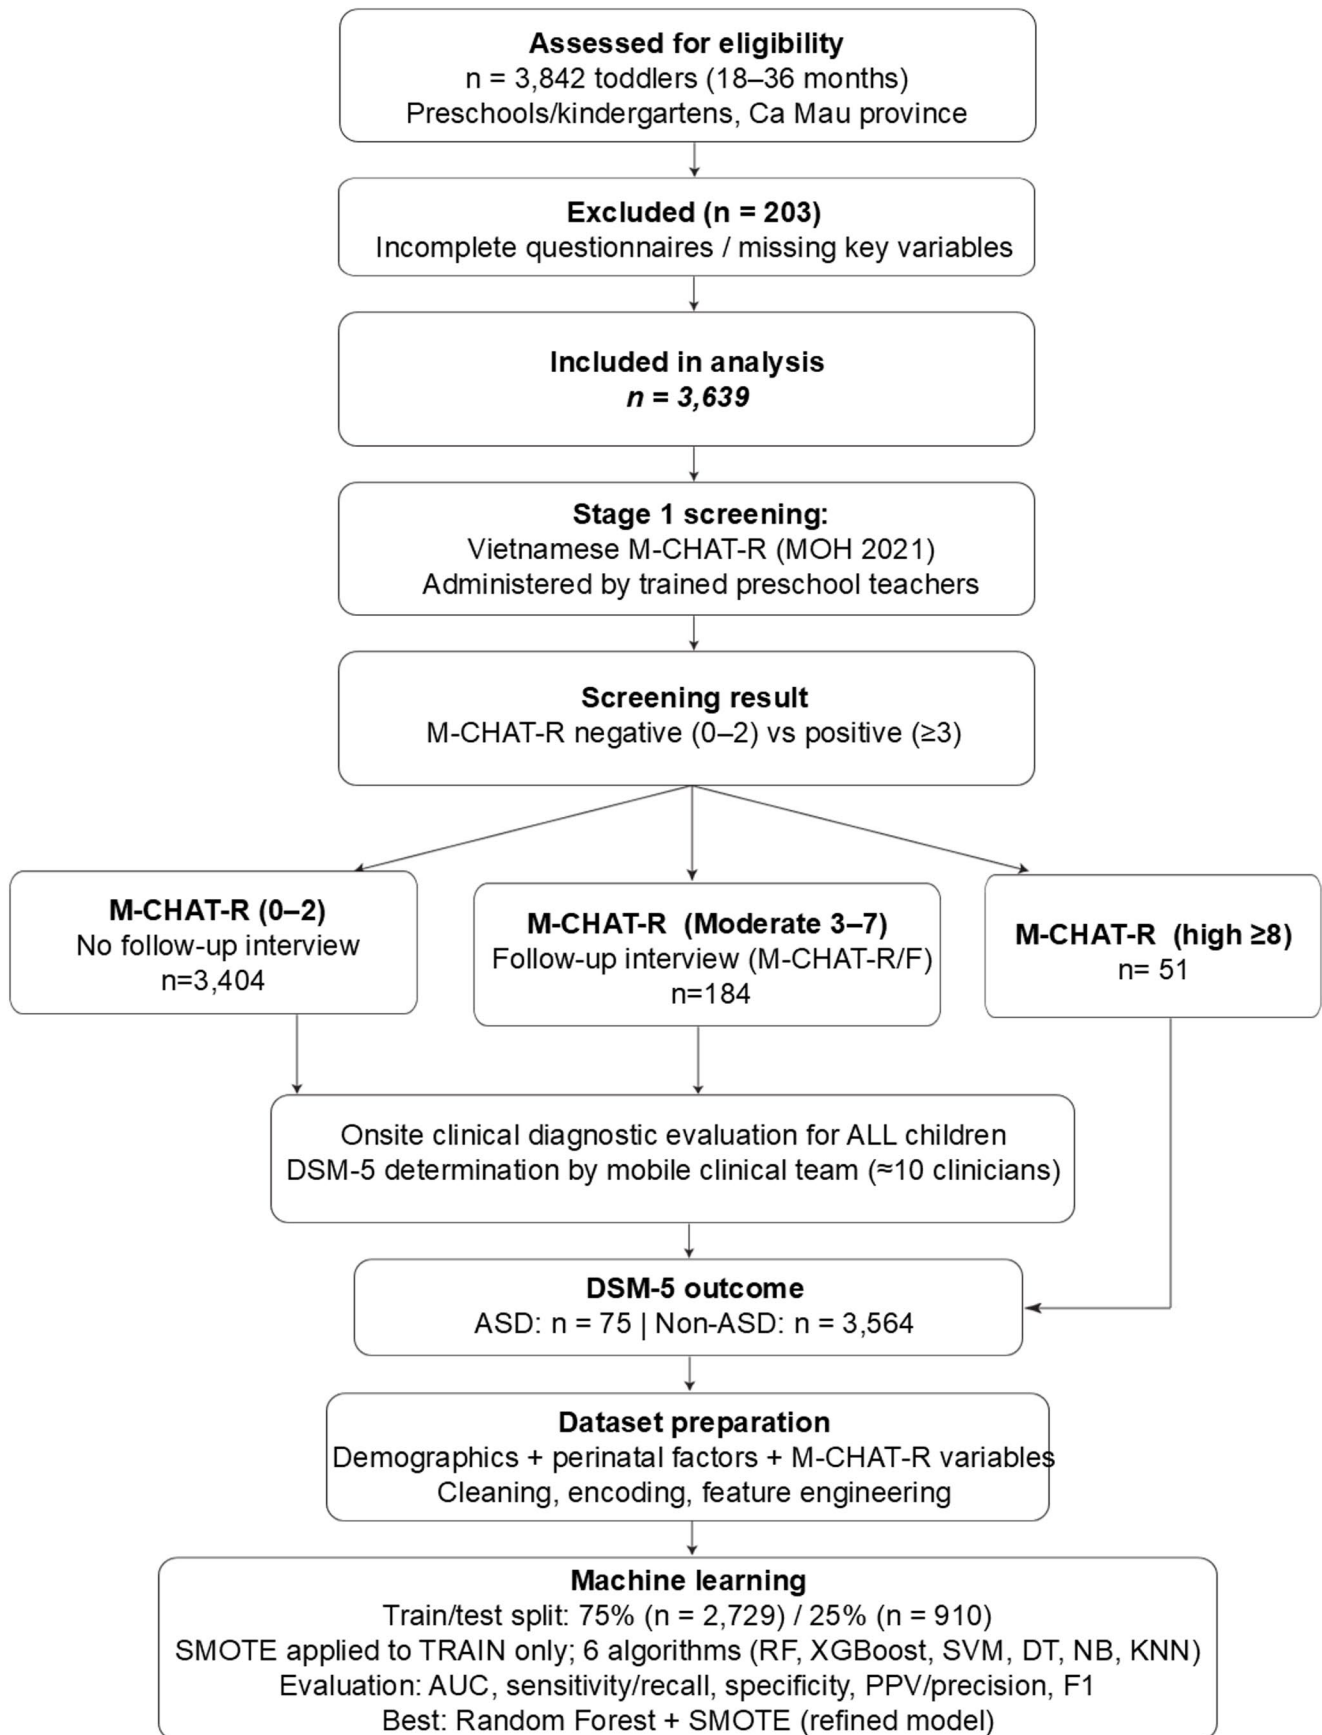 Assessed for eligibility
n = 3,842 toddlers (18–36 months)
Preschools/kindergartens, Ca Mau province
Excluded (n = 203)
Incomplete questionnaires / missing key variables
Included in analysis
n = 3,639
Stage 1 screening:
Vietnamese M-CHAT-R (MOH 2021)
Administered by trained preschool teachers
Screening result
M-CHAT-R negative (0–2) vs positive (≥3)
M-CHAT-R (0–2)
No follow-up interview
n=3,404
M-CHAT-R (Moderate 3–7)
Follow-up interview (M-CHAT-R/F)
n=184
M-CHAT-R (high ≥8)
n= 51
Onsite clinical diagnostic evaluation for ALL children
DSM-5 determination by mobile clinical team (≈10 clinicians)
DSM-5 outcome
ASD: n = 75 | Non-ASD: n = 3,564
Dataset preparation
Demographics + perinatal factors + M-CHAT-R variables
Cleaning, encoding, feature engineering
Machine learning
Train/test split: 75% (n = 2,729) / 25% (n = 910)
SMOTE applied to TRAIN only; 6 algorithms (RF, XGBoost, SVM, DT, NB, KNN)
Evaluation: AUC, sensitivity/recall, specificity, PPV/precision, F1
Best: Random Forest + SMOTE (refined model)